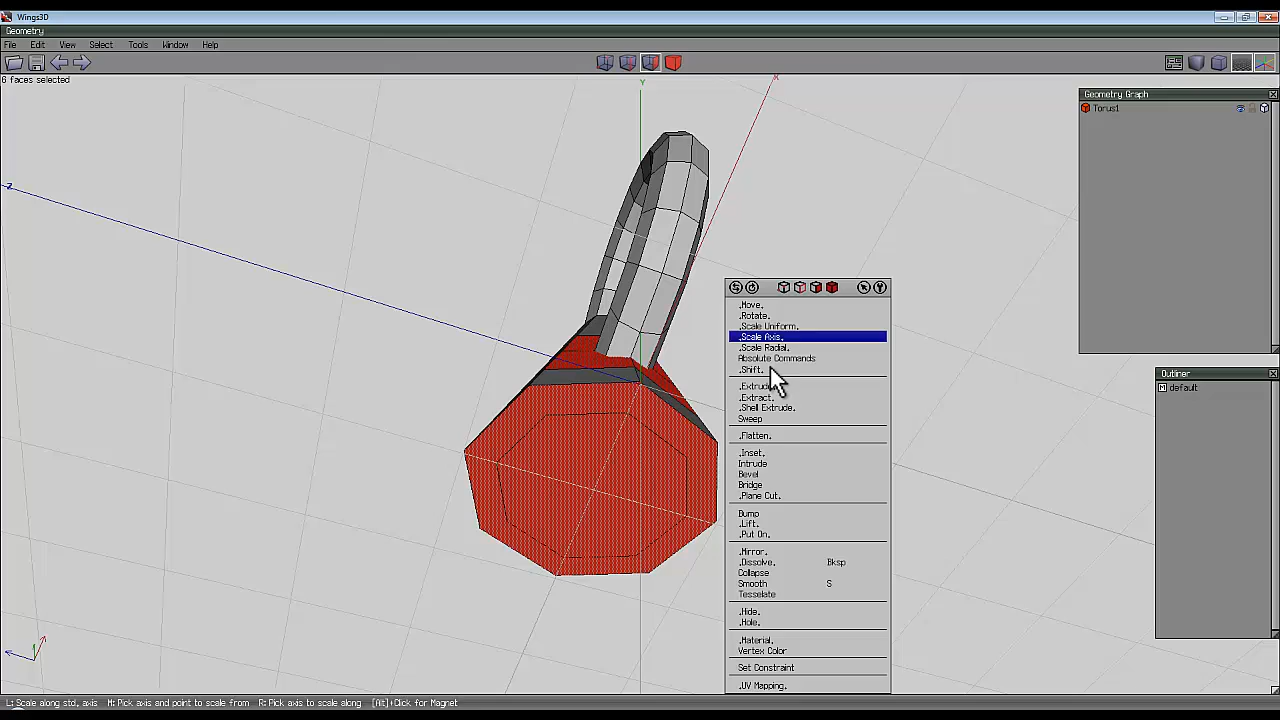 Wings3D
Geometry
File Edit View Select Tools Window Help
6 faces selected
Y
X
Z
Geometry Graph
Torus1
Outliner
M default
.Move.
.Rotate.
.Scale Uniform.
.Scale Axis.
.Scale Radial.
Absolute Commands
.Shift.
.Extrude
.Extract.
.Shell Extrude.
Sweep
.Flatten.
.Inset.
Intrude
Bevel
Bridge
.Plane Cut.
Bump
.Lift.
.Put On.
.Mirror.
.Dissolve. Bksp
Collapse
Smooth S
Tesselate
.Hide.
.Hole.
.Material.
Vertex Color
Set Constraint
.UV Mapping.
L: Scale along std. axis M: Pick axis and point to scale from R: Pick axis to scale along [Alt]+Click for Magnet